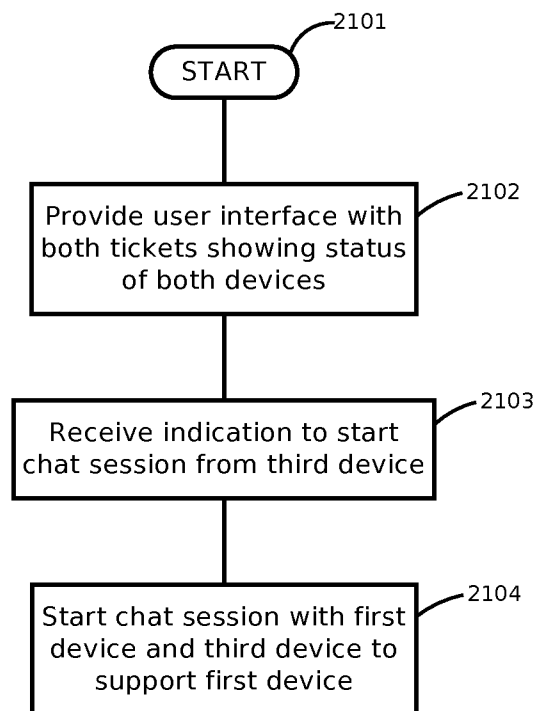 2101
START
2102
Provide user interface with
both tickets showing status
of both devices
2103
Receive indication to start
chat session from third device
2104
Start chat session with first
device and third device to
support first device